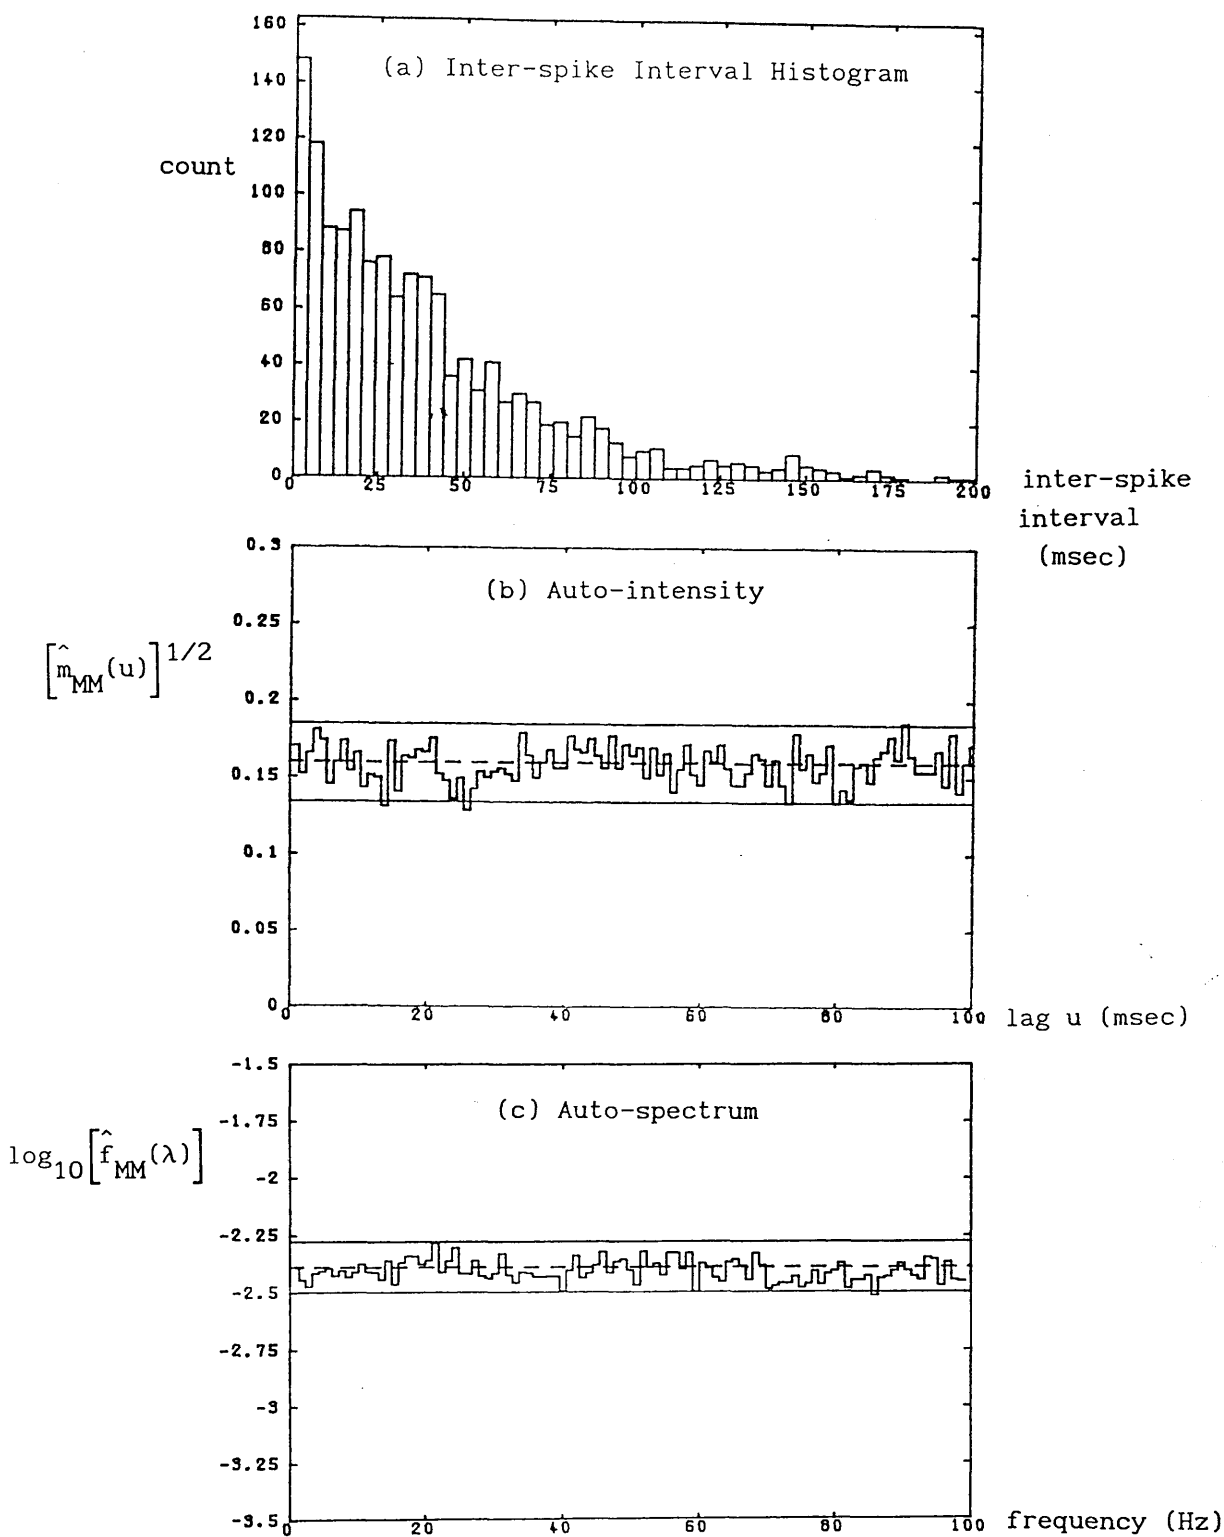 (a) Inter-spike Interval Histogram
160
140
120
count
100
80
60
40
20
0
0 25 50 75 100 125 150 175 200
inter-spike
interval
(msec)
(b) Auto-intensity
[m̂MM(u)]1/2
0.3
0.25
0.2
0.15
0.1
0.05
0
0 20 40 60 80 100
lag u (msec)
(c) Auto-spectrum
log10[f̂MM(λ)]
-1.5
-1.75
-2
-2.25
-2.5
-2.75
-3
-3.25
-3.5
0 20 40 60 80 100
frequency (Hz)